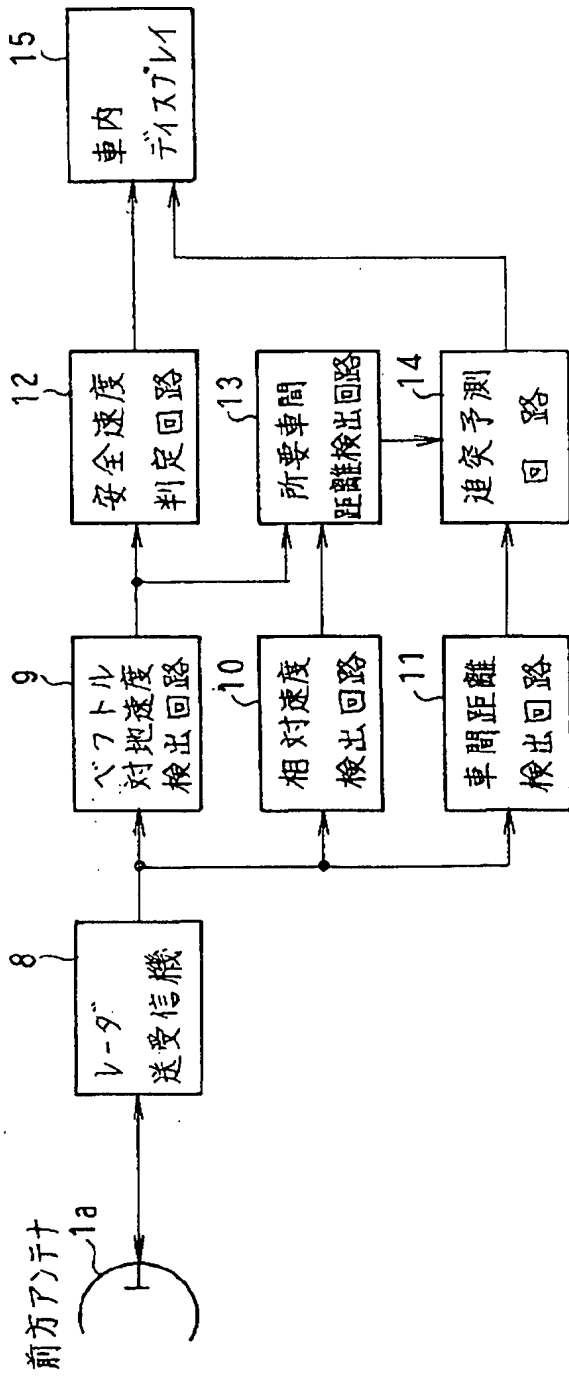 前方アンテナ
1a
8
レーダ
送受信機
9
ベクトル
対地速度
検出回路
10
相対速度
検出回路
11
車間距離
検出回路
12
安全速度
判定回路
13
所要車間
距離検出回路
14
追突予測
回路
15
車内
ディスプレイ